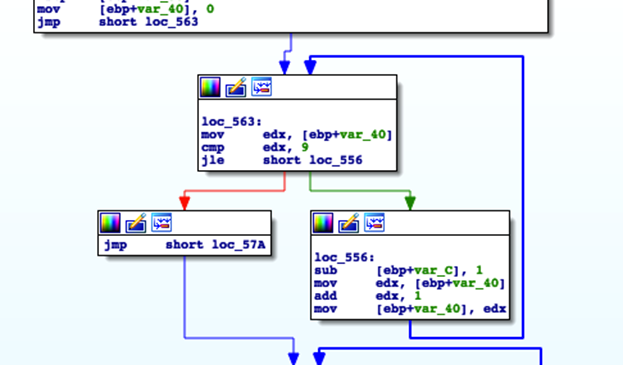 mov [ebp+var_40], 0
jmp short loc_563
loc_563:
mov edx, [ebp+var_40]
cmp edx, 9
jle short loc_556
jmp short loc_57A
loc_556:
sub [ebp+var_C], 1
mov edx, [ebp+var_40]
add edx, 1
mov [ebp+var_40], edx